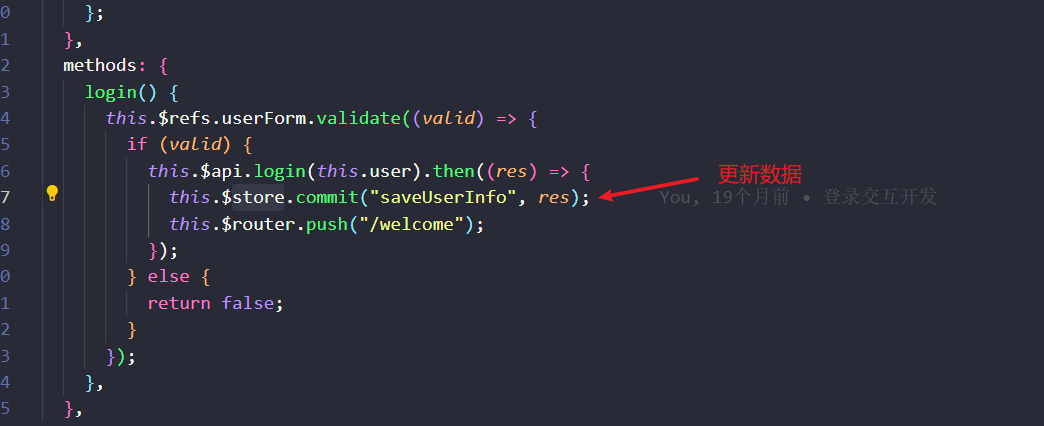 0 };
1 },
2 methods: {
3 login() {
4 this.$refs.userForm.validate((valid) => {
5 if (valid) {
6 this.$api.login(this.user).then((res) => {
7 this.$store.commit("saveUserInfo", res); You, 19个月前 • 登录交互开发
更新数据
8 this.$router.push("/welcome");
9 });
0 } else {
1 return false;
2 }
3 });
4 },
5 },